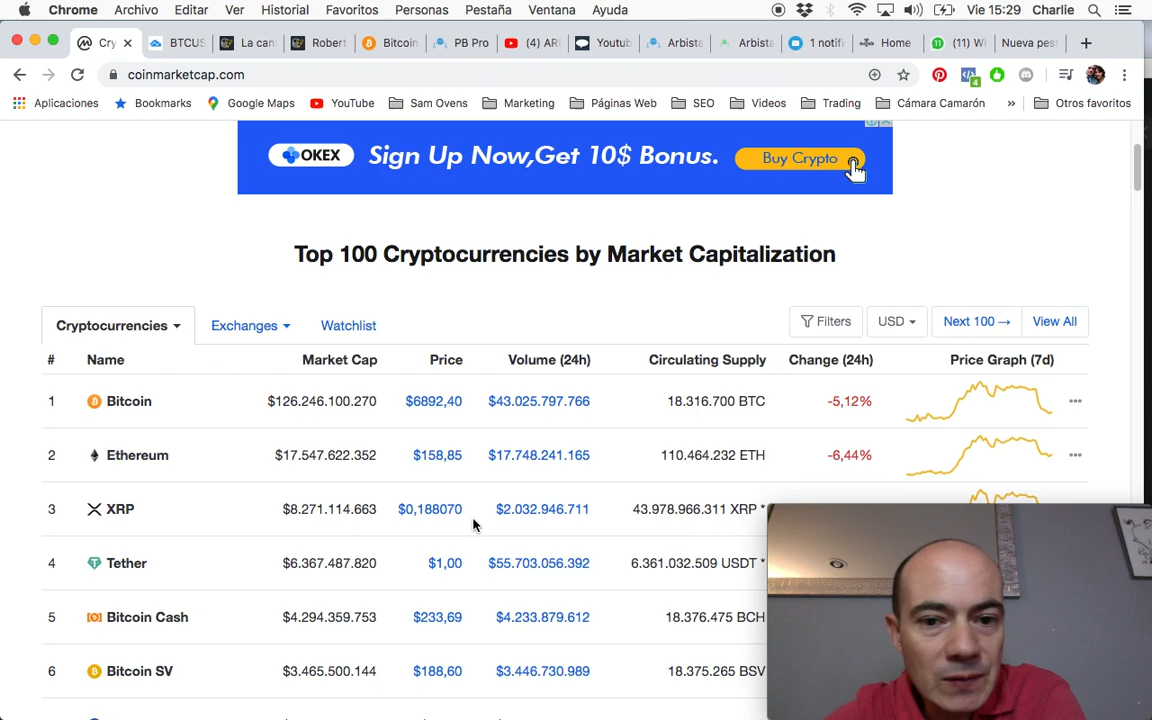 Chrome Archivo Editar Ver Historial Favoritos Personas Pestaña Ventana Ayuda Vie 15:29 Charlie
Cry BTCUS La can Robert Bitcoin PB Pro (4) AR Youtub Arbista Arbista 1 notifi Home (11) W Nueva pest
coinmarketcap.com 4
Aplicaciones Bookmarks Google Maps YouTube Sam Ovens Marketing Páginas Web SEO Videos Trading Cámara Camarón » Otros favoritos
OKEX Sign Up Now,Get 10$ Bonus. Buy Crypto
Top 100 Cryptocurrencies by Market Capitalization
Cryptocurrencies Exchanges Watchlist Filters USD Next 100 → View All
# Name Market Cap Price Volume (24h) Circulating Supply Change (24h) Price Graph (7d)
1 Bitcoin $126.246.100.270 $6892,40 $43.025.797.766 18.316.700 BTC -5,12%
2 Ethereum $17.547.622.352 $158,85 $17.748.241.165 110.464.232 ETH -6,44%
3 XRP $8.271.114.663 $0,188070 $2.032.946.711 43.978.966.311 XRP *
4 Tether $6.367.487.820 $1,00 $55.703.056.392 6.361.032.509 USDT *
5 Bitcoin Cash $4.294.359.753 $233,69 $4.233.879.612 18.376.475 BCH
6 Bitcoin SV $3.465.500.144 $188,60 $3.446.730.989 18.375.265 BSV